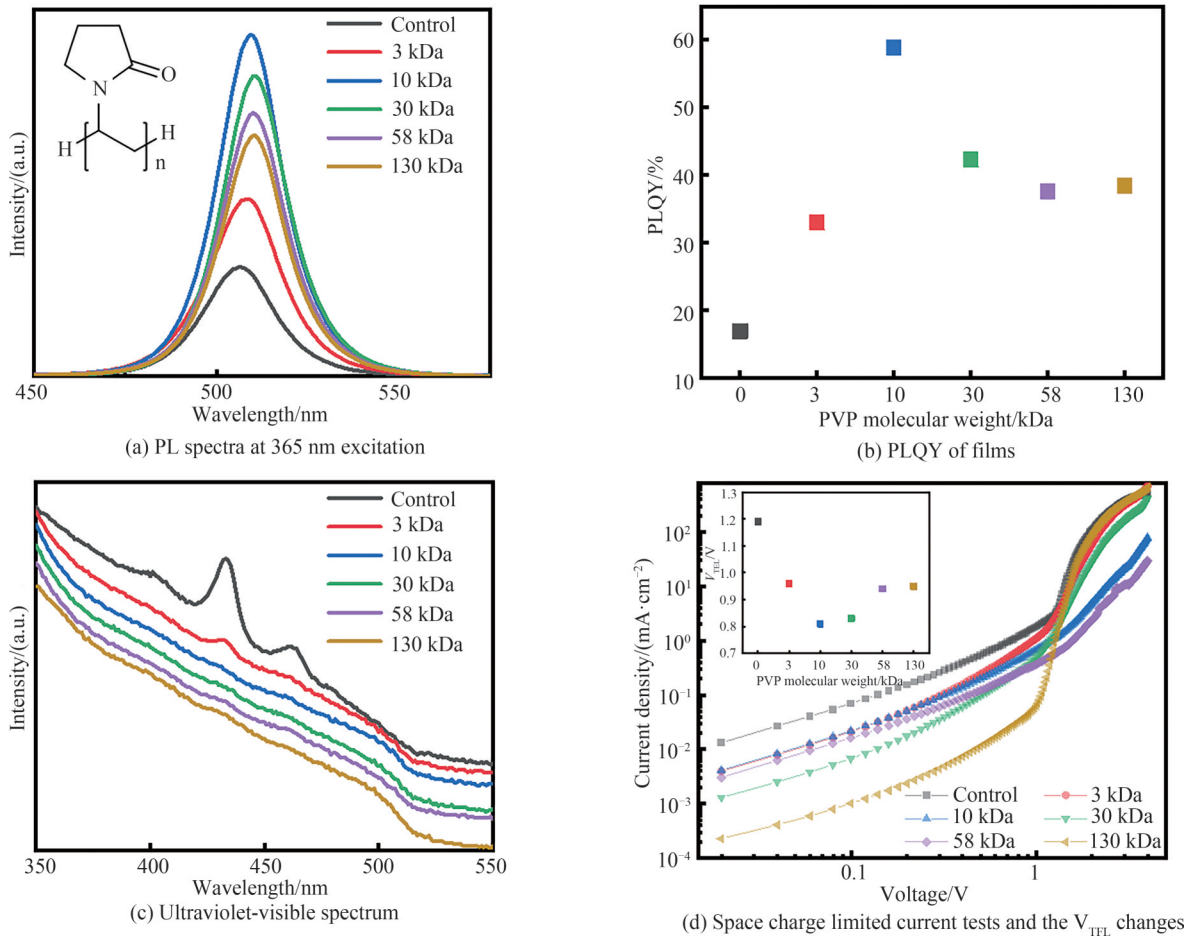 Control
3 kDa
10 kDa
30 kDa
58 kDa
130 kDa
N
O
H
H
n
Intensity/(a.u.)
450
500
550
Wavelength/nm
(a) PL spectra at 365 nm excitation
PLQY/%
60
50
40
30
20
10
0
3
10
30
58
130
PVP molecular weight/kDa
(b) PLQY of films
Control
3 kDa
10 kDa
30 kDa
58 kDa
130 kDa
Intensity/(a.u.)
350
400
450
500
550
Wavelength/nm
(c) Ultraviolet-visible spectrum
Current density/(mA·cm⁻²)
10²
10¹
10⁰
10⁻¹
10⁻²
10⁻³
10⁻⁴
V_TFL/V
1.3
1.2
1.1
1.0
0.9
0.8
0.7
0
3
10
30
58
130
PVP molecular weight/kDa
Control
3 kDa
10 kDa
30 kDa
58 kDa
130 kDa
0.1
1
Voltage/V
(d) Space charge limited current tests and the V_TFL changes